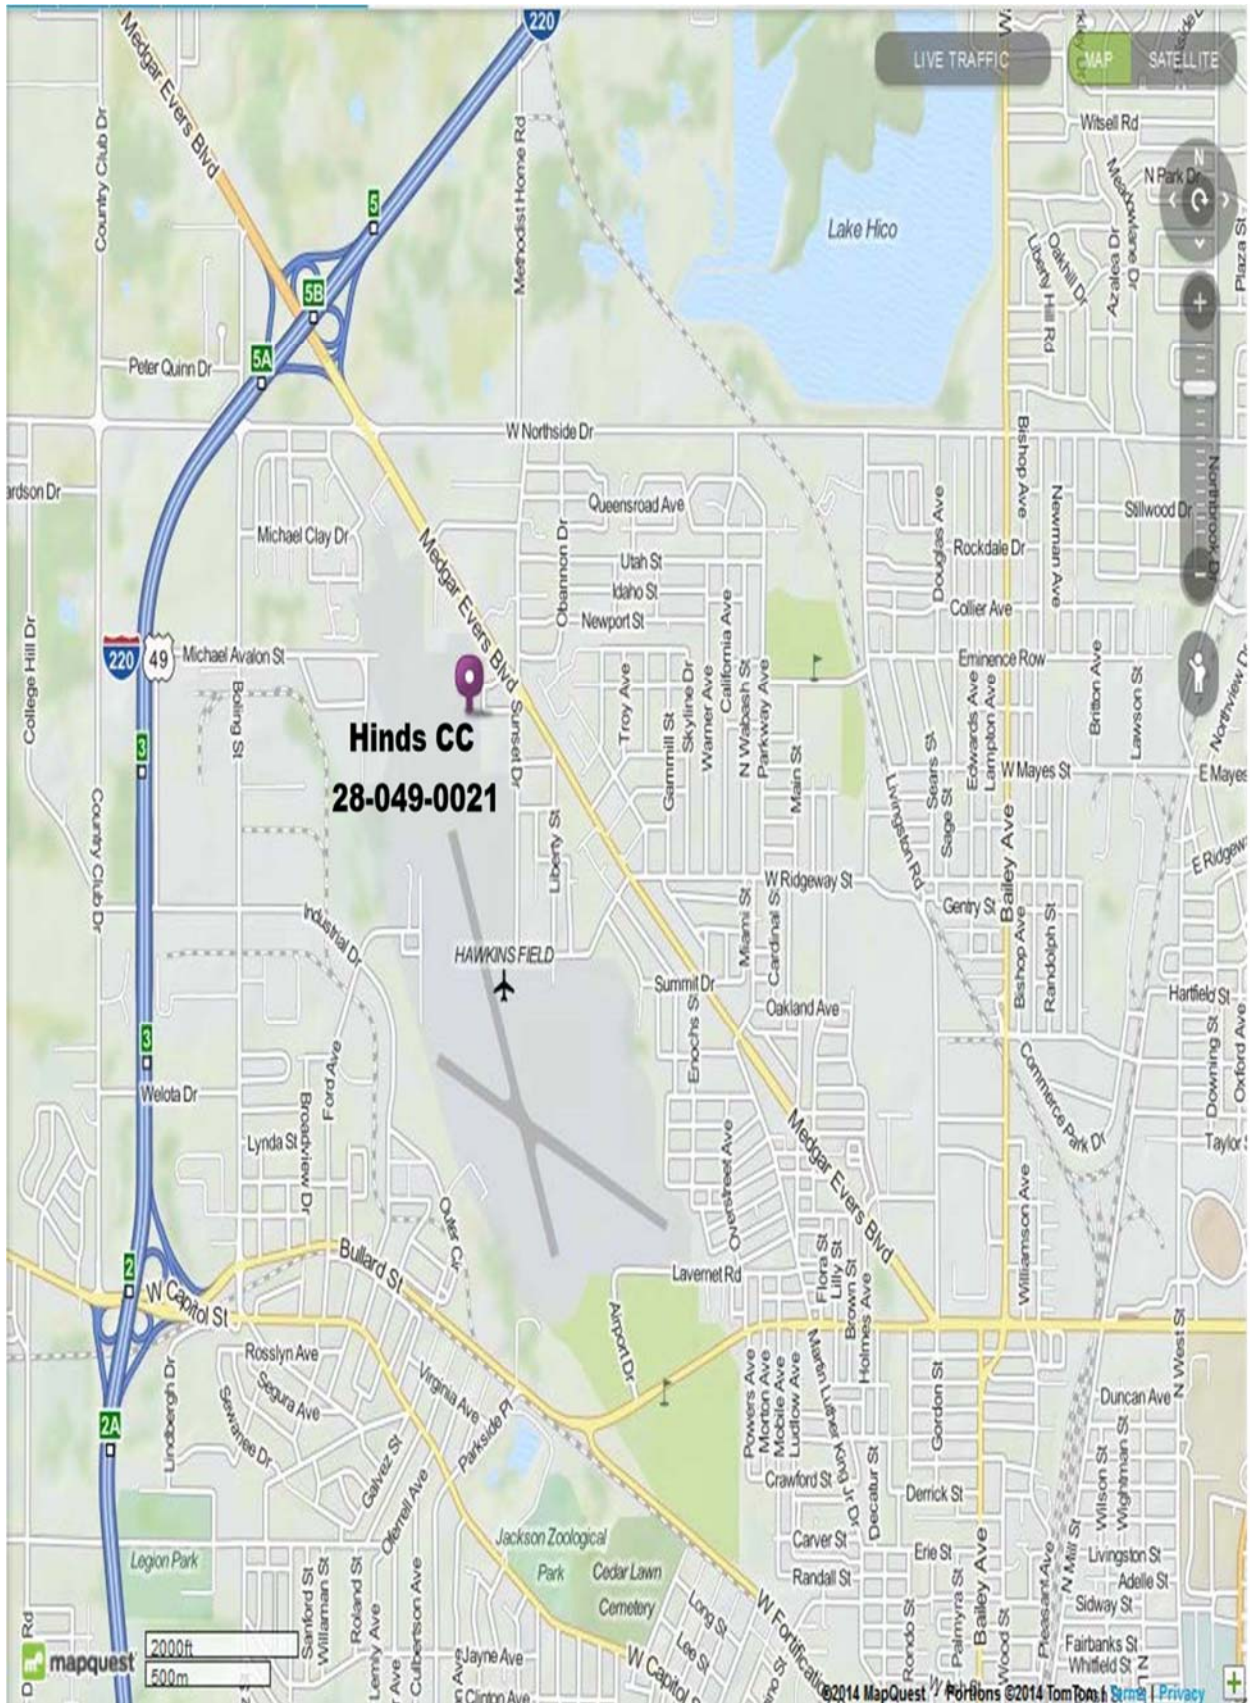 220
LIVE TRAFFIC
MAP
SATELLITE
Medgar Evers Blvd
Country Club Dr
Methodist Home Rd
Witsell Rd
N
N Park Dr
Meadowlane Dr
Azalea Dr
Oakhill Dr
Liberty Hill Rd
Plaza St
Lake Hico
5
5B
5A
Peter Quinn Dr
W Northside Dr
Bishop Ave
ardson Dr
Queensroad Ave
Michael Clay Dr
Medgar Evers Blvd
Obannon Dr
Utah St
Idaho St
Newport St
Douglas Ave
Rockdale Dr
Newman Ave
Stillwood Dr
Northbrook Dr
Collier Ave
College Hill Dr
220
49
Michael Avalon St
Boling St
Sunset Dr
Troy Ave
Gammill St
Skyline Dr
Warner Ave
California Ave
N Wabash St
Parkway Ave
Main St
Eminence Row
Edwards Ave
Lampton Ave
Britton Ave
Lawson St
Northview Dr
Hinds CC
28-049-0021
3
W Mayes St
E Mayes
Sears St
Sage St
Livingston Rd
Country Club Dr
Liberty St
W Ridgeway St
E Ridgew
Gentry St
Bailey Ave
Industrial Dr
HAWKINS FIELD
Miami St
Cardinal St
Bishop Ave
Randolph St
Summit Dr
Enochs St
Oakland Ave
Hartfield St
Downing St
Oxford Ave
3
Welota Dr
Ford Ave
Broadview Dr
Lynda St
Commerce Park Dr
Taylor
Medgar Evers Blvd
Overstreet Ave
Outer Cir
Williamson Ave
2
W Capitol St
Bullard St
Lavernet Rd
Airport Dr
Flora St
Lilly St
Brown St
Holmes Ave
N West St
Rosslyn Ave
Segura Ave
Sewanee Dr
Lindbergh Dr
Virginia Ave
Parkside Pl
Galvez St
Oferrell Ave
Powers Ave
Morton Ave
Mobile Ave
Ludlow Ave
Martin Luther King Jr Dr
Decatur St
Gordon St
Duncan Ave
2A
Wilson St
Wightman St
Crawford St
Derrick St
Legion Park
Jackson Zoological
Park
Cedar Lawn
Cemetery
Carver St
Randall St
Erie St
Livingston St
Adelle St
Sidway St
N Mill St
Pleasant Ave
Sanford St
Willaman St
Roland St
Lemly Ave
Culbertson Ave
Long St
Lee St
W Fortification
Rondo St
Palmyra St
Bailey Ave
Wood St
Fairbanks St
Whitfield St
Rd
mapquest
2000ft
500m
Jayne Ave
Clinton Ave
W Capitol S
©2014 MapQuest Portions ©2014 TomTom | Terms | Privacy